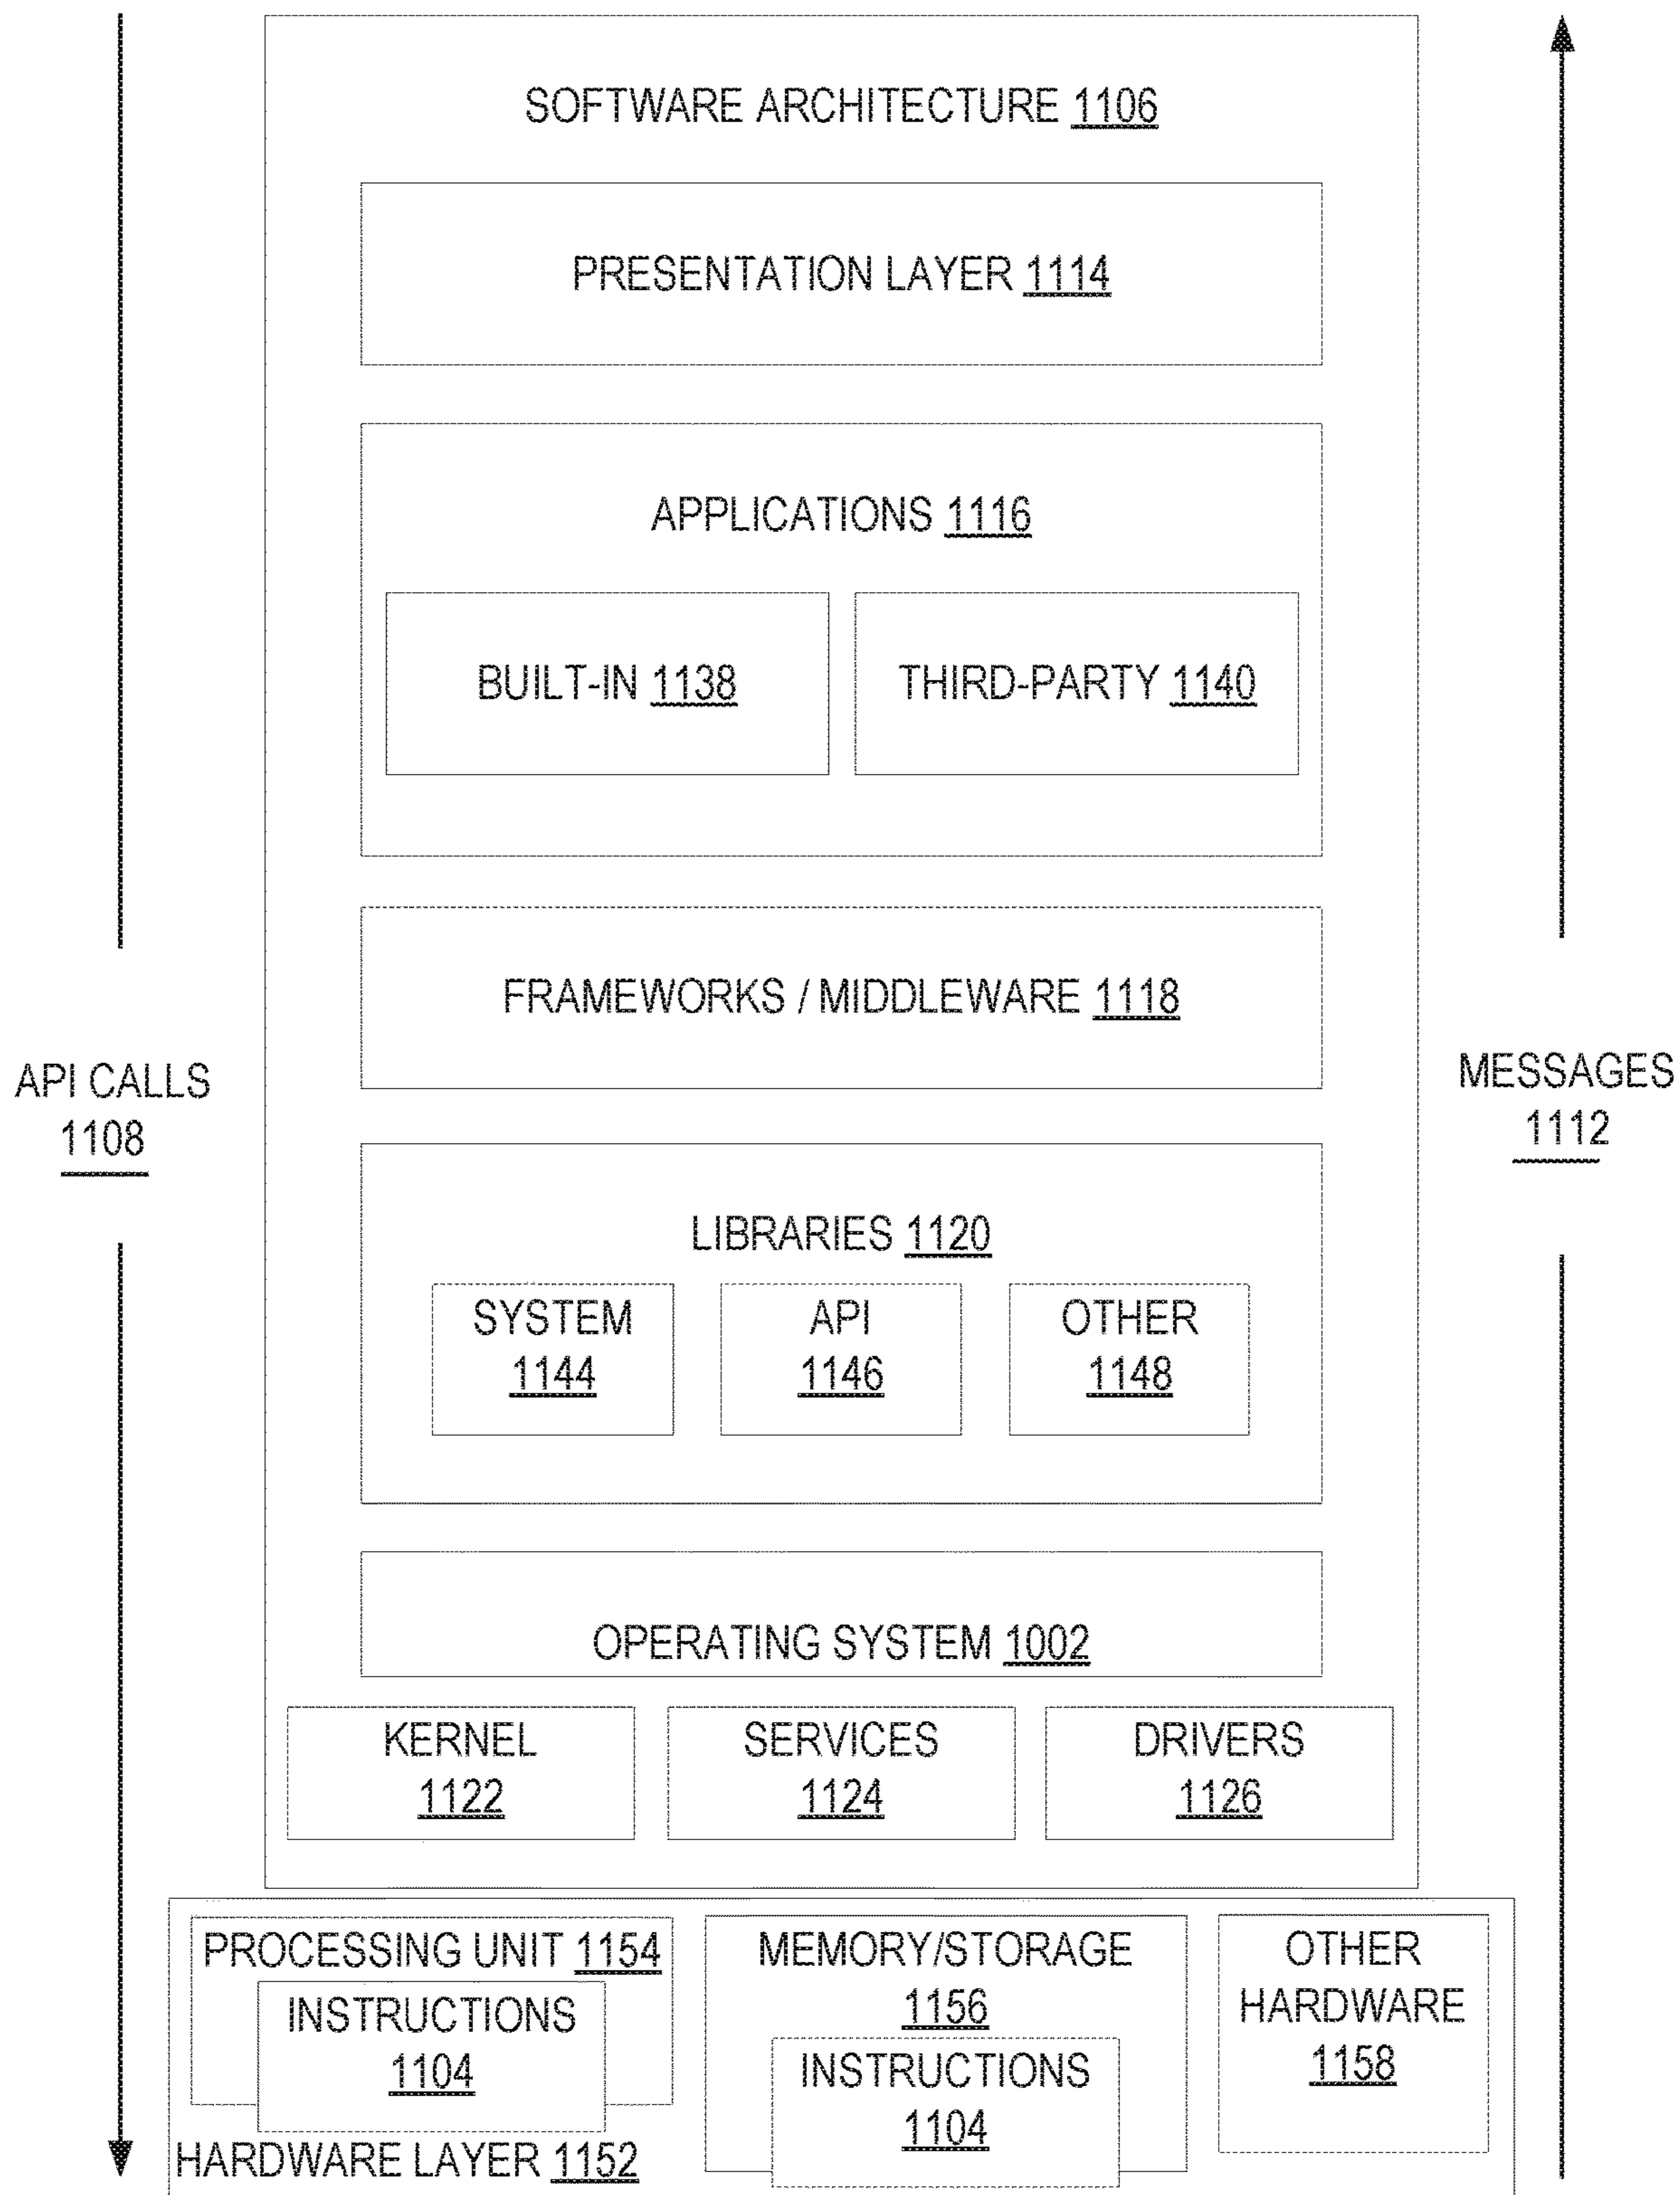 SOFTWARE ARCHITECTURE 1106
PRESENTATION LAYER 1114
APPLICATIONS 1116
BUILT-IN 1138
THIRD-PARTY 1140
FRAMEWORKS / MIDDLEWARE 1118
API CALLS
1108
MESSAGES
1112
LIBRARIES 1120
SYSTEM
1144
API
1146
OTHER
1148
OPERATING SYSTEM 1002
KERNEL
1122
SERVICES
1124
DRIVERS
1126
PROCESSING UNIT 1154
INSTRUCTIONS
1104
MEMORY/STORAGE
1156
INSTRUCTIONS
1104
OTHER
HARDWARE
1158
HARDWARE LAYER 1152